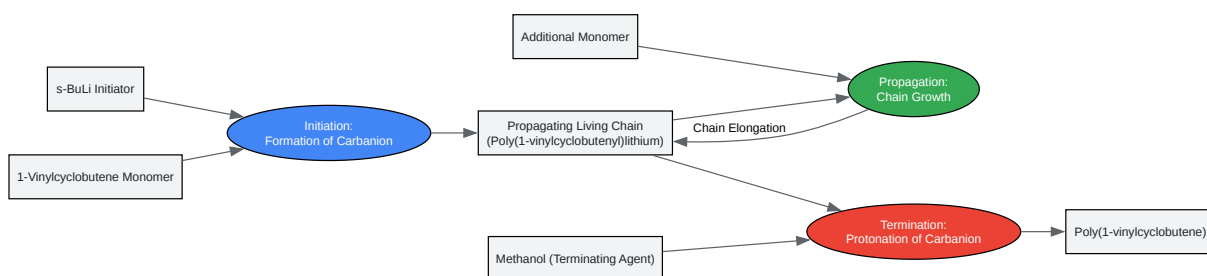 Additional Monomer
Propagation:
Chain Growth
s-BuLi Initiator
Initiation:
Formation of Carbanion
Propagating Living Chain
(Poly(1-vinylcyclobutenyl)lithium)
Chain Elongation
1-Vinylcyclobutene Monomer
Termination:
Protonation of Carbanion
Poly(1-vinylcyclobutene)
Methanol (Terminating Agent)